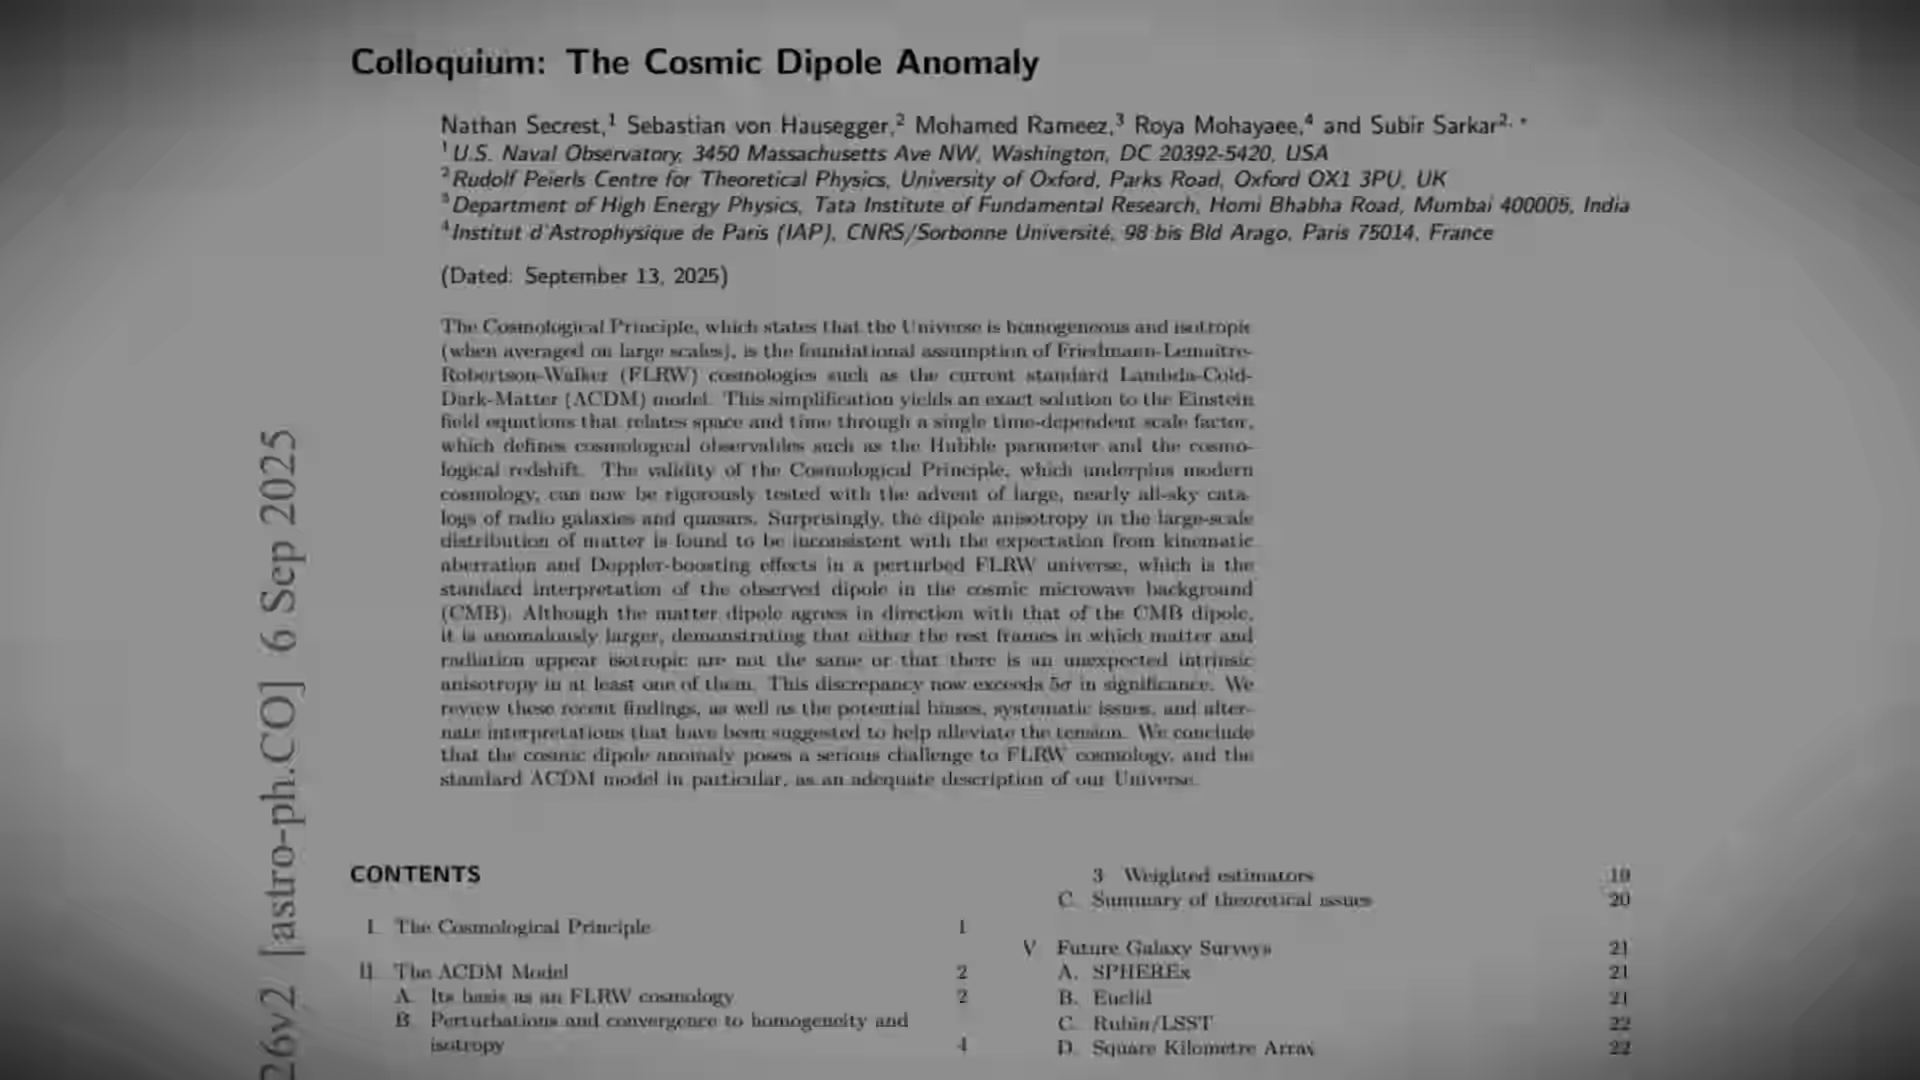 Colloquium: The Cosmic Dipole Anomaly
Nathan Secrest,¹ Sebastian von Hausegger,² Mohamed Rameez,³ Roya Mohayaee,⁴ and Subir Sarkar², *
¹U.S. Naval Observatory, 3450 Massachusetts Ave NW, Washington, DC 20392-5420, USA
²Rudolf Peierls Centre for Theoretical Physics, University of Oxford, Parks Road, Oxford OX1 3PU, UK
³Department of High Energy Physics, Tata Institute of Fundamental Research, Homi Bhabha Road, Mumbai 400005, India
⁴Institut d'Astrophysique de Paris (IAP), CNRS/Sorbonne Université, 98 bis Bld Arago, Paris 75014, France
(Dated: September 13, 2025)
The Cosmological Principle, which states that the Universe is homogeneous and isotropic
(when averaged on large scales), is the foundational assumption of Friedmann-Lemaître-
Robertson-Walker (FLRW) cosmologies such as the current standard Lambda-Cold-
Dark-Matter (ΛCDM) model. This simplification yields an exact solution to the Einstein
field equations that relates space and time through a single time-dependent scale factor,
which defines cosmological observables such as the Hubble parameter and the cosmo-
logical redshift. The validity of the Cosmological Principle, which underpins modern
cosmology, can now be rigorously tested with the advent of large, nearly all-sky cata-
logs of radio galaxies and quasars. Surprisingly, the dipole anisotropy in the large-scale
distribution of matter is found to be inconsistent with the expectation from kinematic
aberration and Doppler-boosting effects in a perturbed FLRW universe, which is the
standard interpretation of the observed dipole in the cosmic microwave background
(CMB). Although the matter dipole agrees in direction with that of the CMB dipole,
it is anomalously larger, demonstrating that either the rest frames in which matter and
radiation appear isotropic are not the same or that there is an unexpected intrinsic
anisotropy in at least one of them. This discrepancy now exceeds 5σ in significance. We
review these recent findings, as well as the potential biases, systematic issues, and alter-
nate interpretations that have been suggested to help alleviate the tension. We conclude
that the cosmic dipole anomaly poses a serious challenge to FLRW cosmology, and the
standard ΛCDM model in particular, as an adequate description of our Universe.
26v2 [astro-ph.CO] 6 Sep 2025
CONTENTS
I. The Cosmological Principle 1
II. The ΛCDM Model 2
A. Its basis as an FLRW cosmology 2
B. Perturbations and convergence to homogeneity and
isotropy 4
3 Weighted estimators 19
C. Summary of theoretical issues 20
V Future Galaxy Surveys 21
A. SPHEREx 21
B. Euclid 21
C. Rubin/LSST 22
D. Square Kilometre Array 22